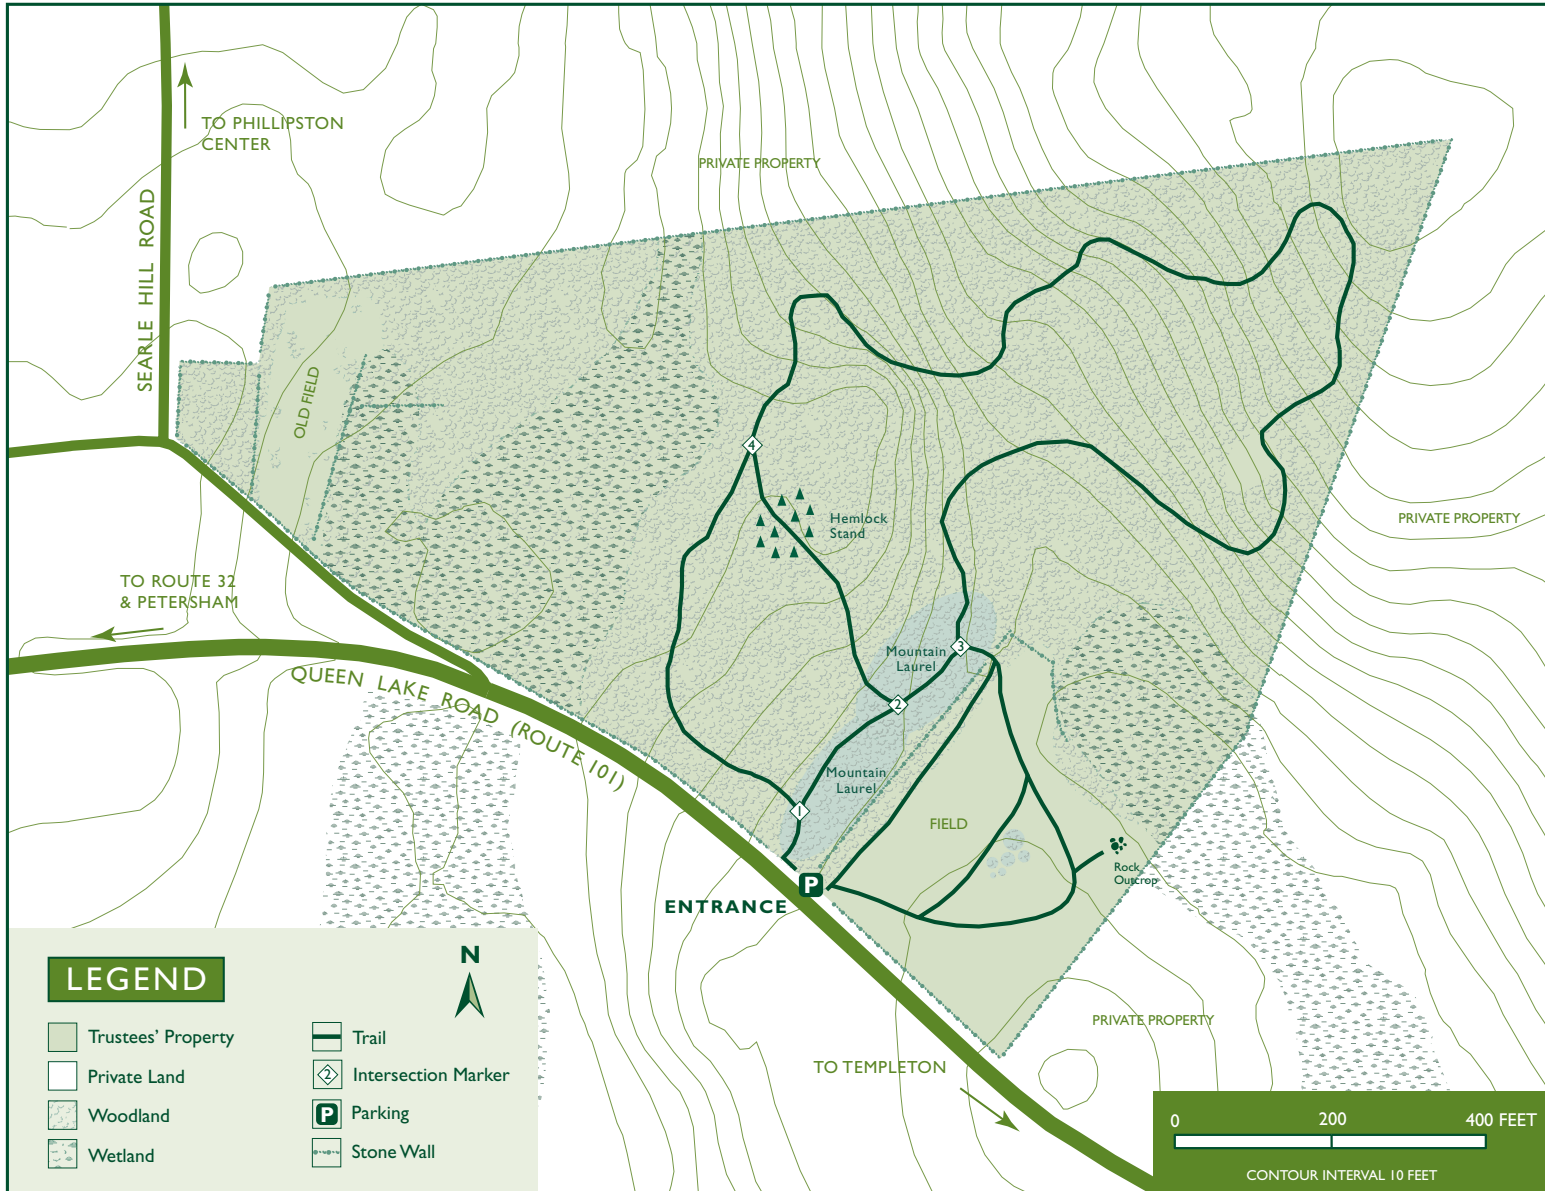 TO PHILLIPSTON
CENTER
PRIVATE PROPERTY
SEARLE HILL ROAD
OLD FIELD
4
Hemlock
Stand
PRIVATE PROPERTY
TO ROUTE 32
& PETERSHAM
QUEEN LAKE ROAD (ROUTE 101)
3
Mountain
Laurel
2
Mountain
Laurel
1
FIELD
Rock
Outcrop
P
ENTRANCE
PRIVATE PROPERTY
TO TEMPLETON
LEGEND
N
Trustees' Property
Private Land
Woodland
Wetland
Trail
2
Intersection Marker
P
Parking
Stone Wall
0 200 400 FEET
CONTOUR INTERVAL 10 FEET